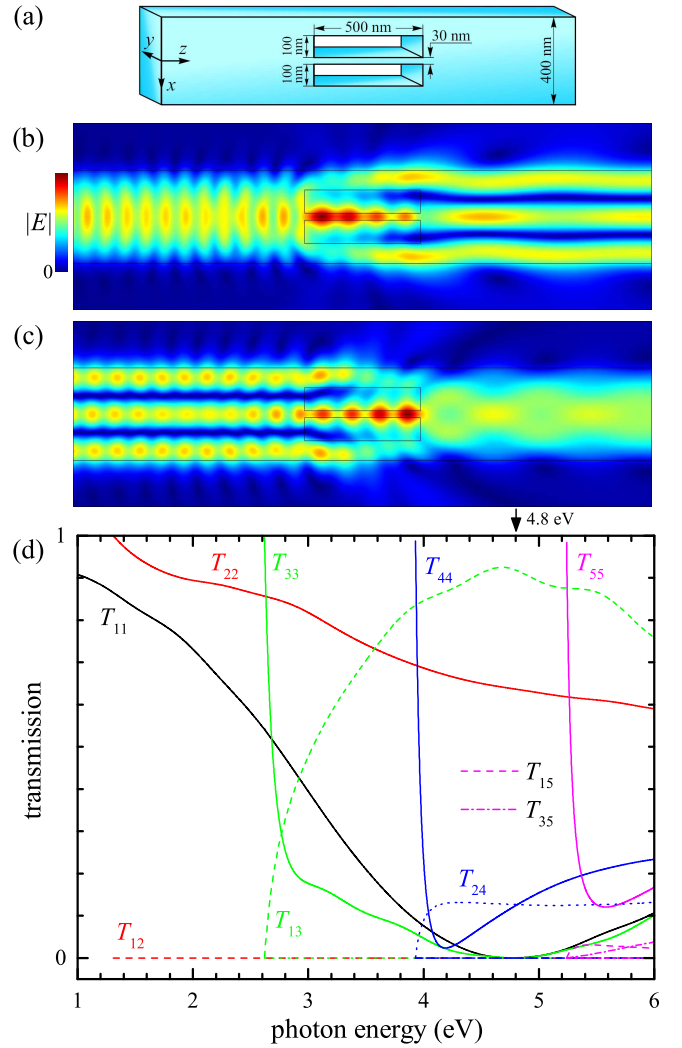 (a)
500 nm
30 nm
100 nm
100 nm
400 nm
y
z
x
(b)
|E|
0
(c)
4.8 eV
(d)
1
T22
T33
T44
T55
T11
transmission
T15
T35
T24
T12
T13
0
1
2
3
4
5
6
photon energy (eV)